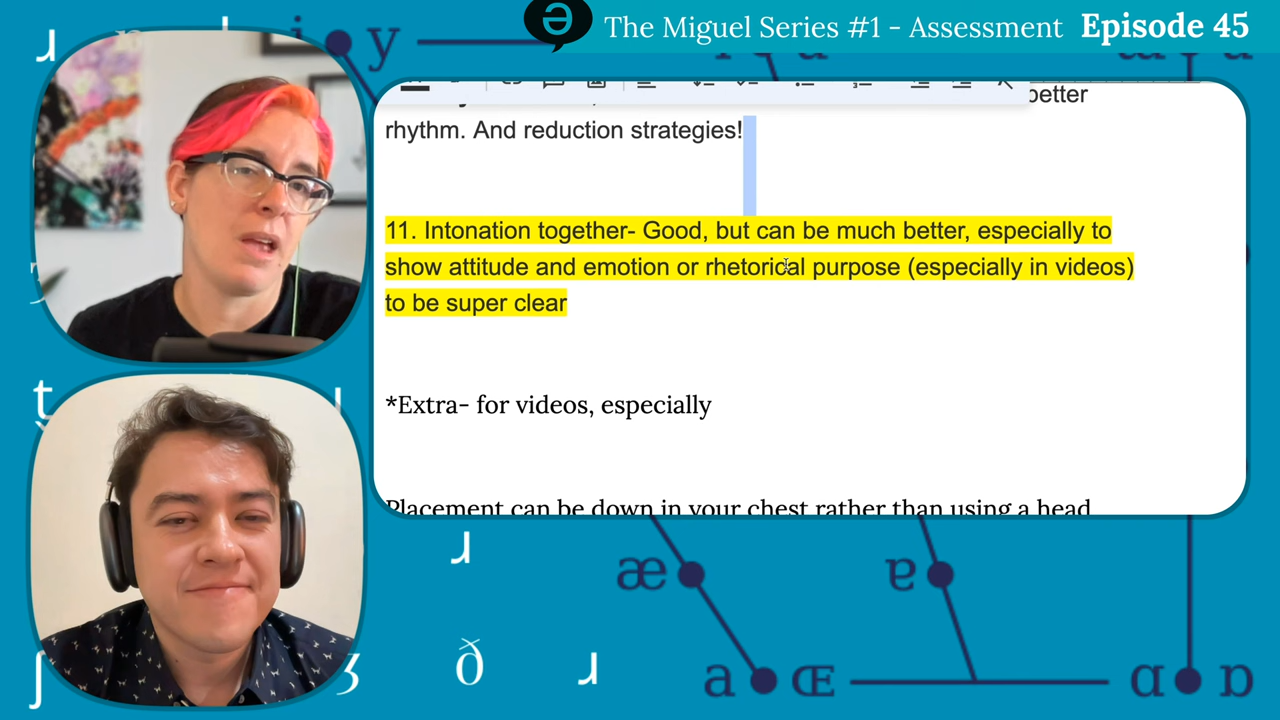 ə The Miguel Series #1 - Assessment Episode 45
better
rhythm. And reduction strategies!
11. Intonation together- Good, but can be much better, especially to
show attitude and emotion or rhetorical purpose (especially in videos)
to be super clear
*Extra- for videos, especially
Placement can be down in your chest rather than using a head
ɹ
i y
t
ɹ
æ ɐ
ʃ ʒ ð ɹ a Œ ɑ ɒ